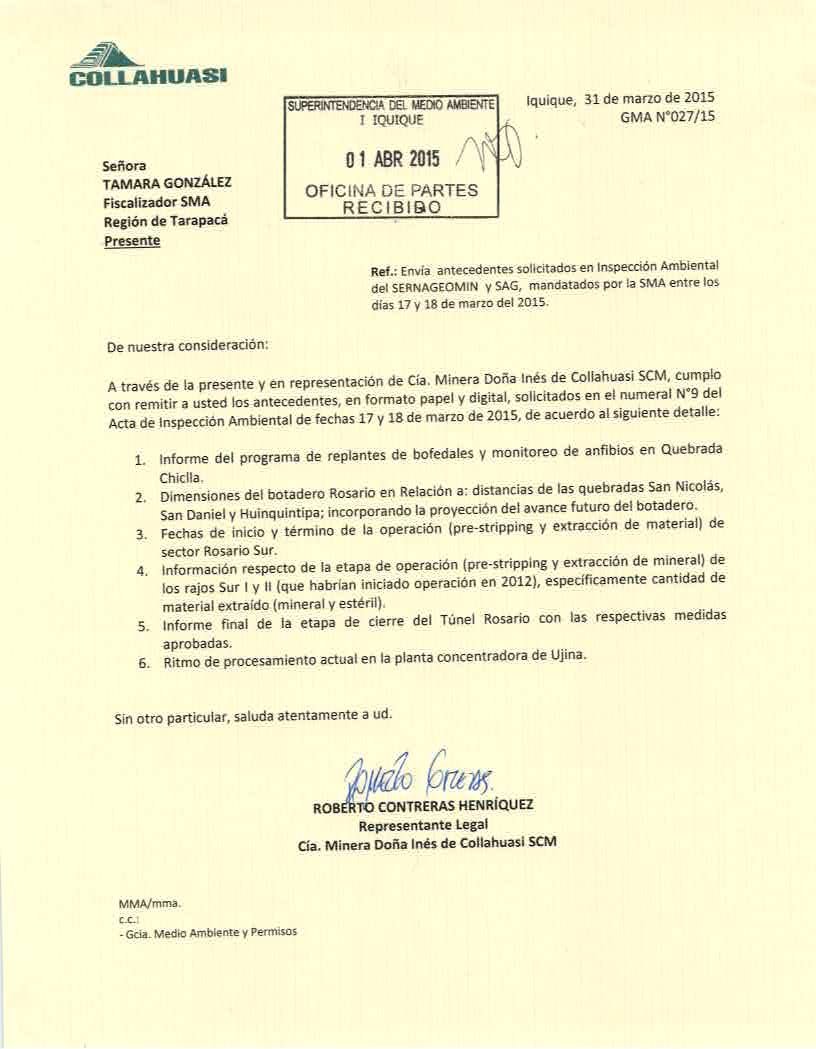 COLLAHUASI
SUPERINTENDENCIA DEL MEDIO AMBIENTE
I IQUIQUE
01 ABR 2015
OFICINA DE PARTES
RECIBIDO
Iquique, 31 de marzo de 2015
GMA N°027/15
Señora
TAMARA GONZÁLEZ
Fiscalizador SMA
Región de Tarapacá
Presente
Ref.: Envía antecedentes solicitados en Inspección Ambiental
del SERNAGEOMIN y SAG, mandatados por la SMA entre los
días 17 y 18 de marzo del 2015.
De nuestra consideración:
A través de la presente y en representación de Cía. Minera Doña Inés de Collahuasi SCM, cumplo
con remitir a usted los antecedentes, en formato papel y digital, solicitados en el numeral N°9 del
Acta de Inspección Ambiental de fechas 17 y 18 de marzo de 2015, de acuerdo al siguiente detalle:
1. Informe del programa de replantes de bofedales y monitoreo de anfibios en Quebrada
Chiclla.
2. Dimensiones del botadero Rosario en Relación a: distancias de las quebradas San Nicolás,
San Daniel y Huinquintipa; incorporando la proyección del avance futuro del botadero.
3. Fechas de inicio y término de la operación (pre-stripping y extracción de material) de
sector Rosario Sur.
4. Información respecto de la etapa de operación (pre-stripping y extracción de mineral) de
los rajos Sur I y II (que habrían iniciado operación en 2012), específicamente cantidad de
material extraído (mineral y estéril).
5. Informe final de la etapa de cierre del Túnel Rosario con las respectivas medidas
aprobadas.
6. Ritmo de procesamiento actual en la planta concentradora de Ujina.
Sin otro particular, saluda atentamente a ud.
ROBERTO CONTRERAS HENRÍQUEZ
Representante Legal
Cía. Minera Doña Inés de Collahuasi SCM
MMA/mma.
c.c.:
- Gcia. Medio Ambiente y Permisos